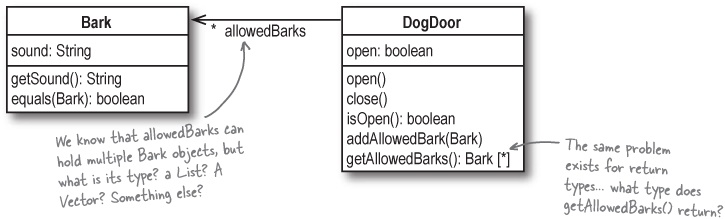 Bark
sound: String
getSound(): String
equals(Bark): boolean
* allowedBarks
DogDoor
open: boolean
open()
close()
isOpen(): boolean
addAllowedBark(Bark)
getAllowedBarks(): Bark [*]
We know that allowedBarks can
hold multiple Bark objects, but
what is its type? a List? A
Vector? Something else?
The same problem
exists for return
types... what type does
getAllowedBarks() return?